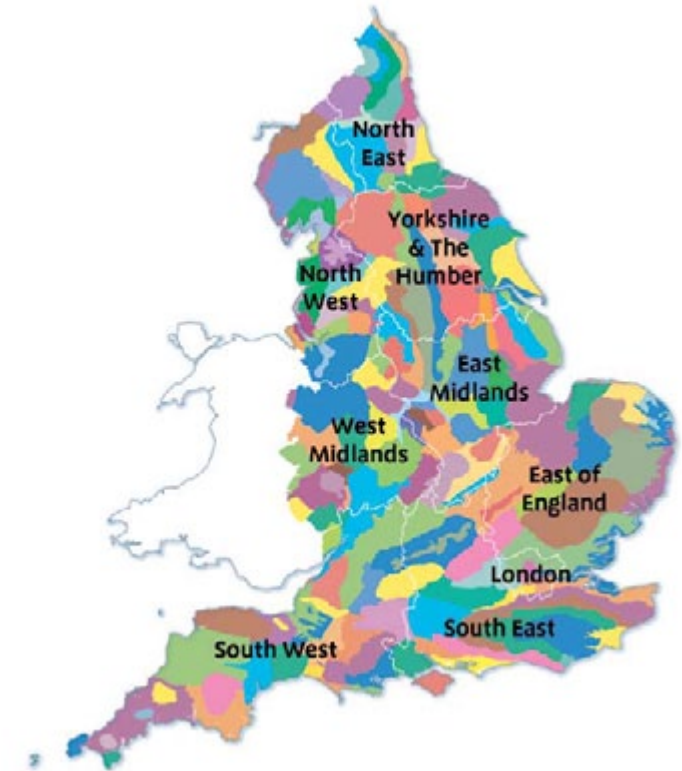 North
East
Yorkshire
& The
Humber
North
West
East
Midlands
West
Midlands
East of
England
London
South East
South West